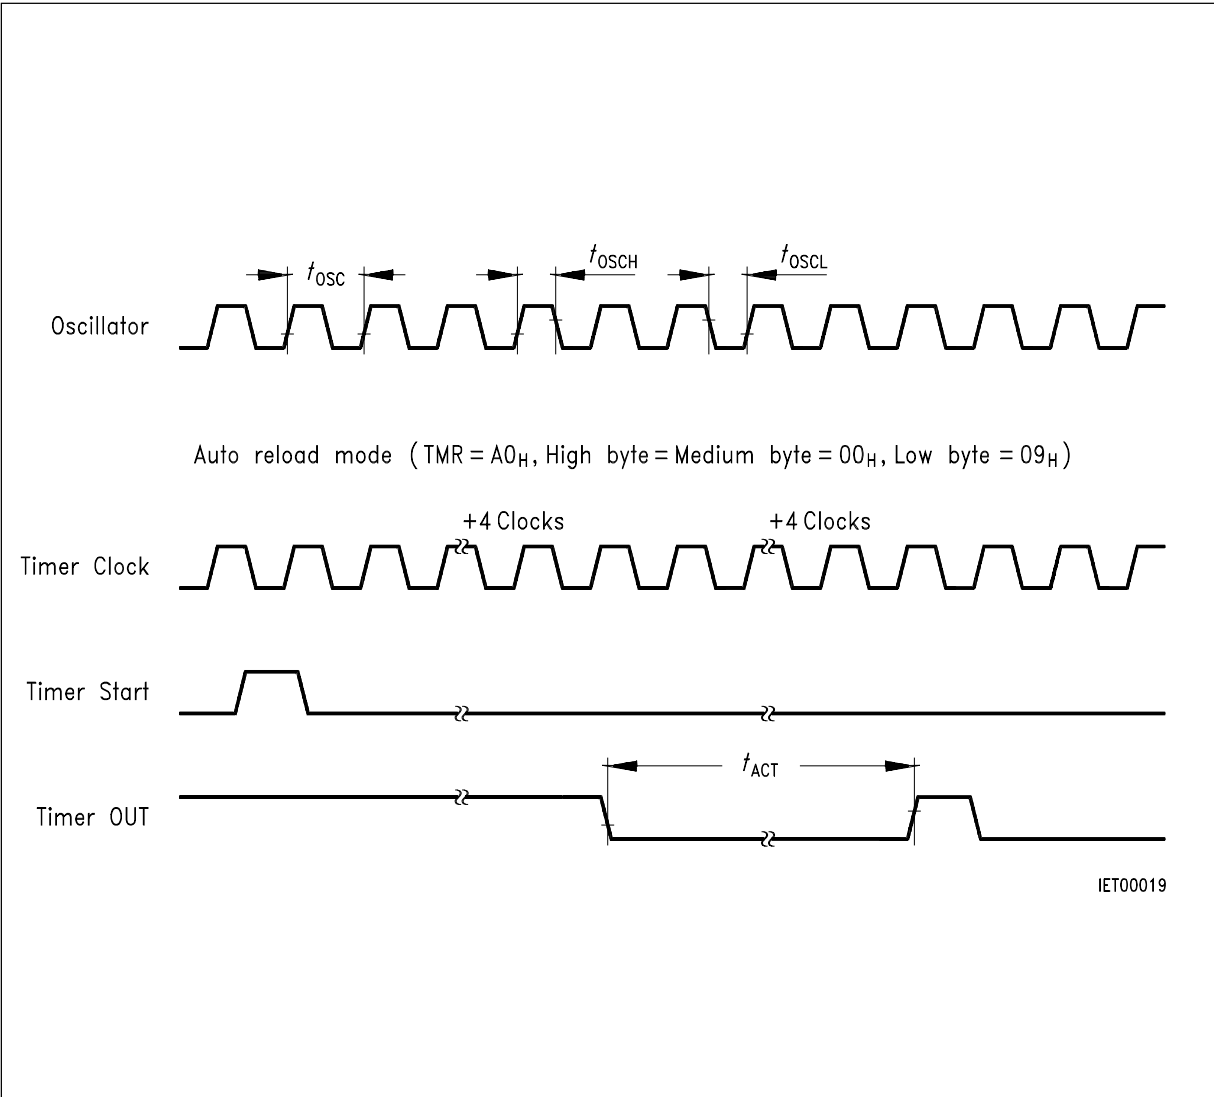 tOSC
tOSCH
tOSCL
Oscillator
Auto reload mode (TMR = A0H, High byte = Medium byte = 00H, Low byte = 09H)
+4 Clocks
+4 Clocks
Timer Clock
Timer Start
tACT
Timer OUT
IET00019